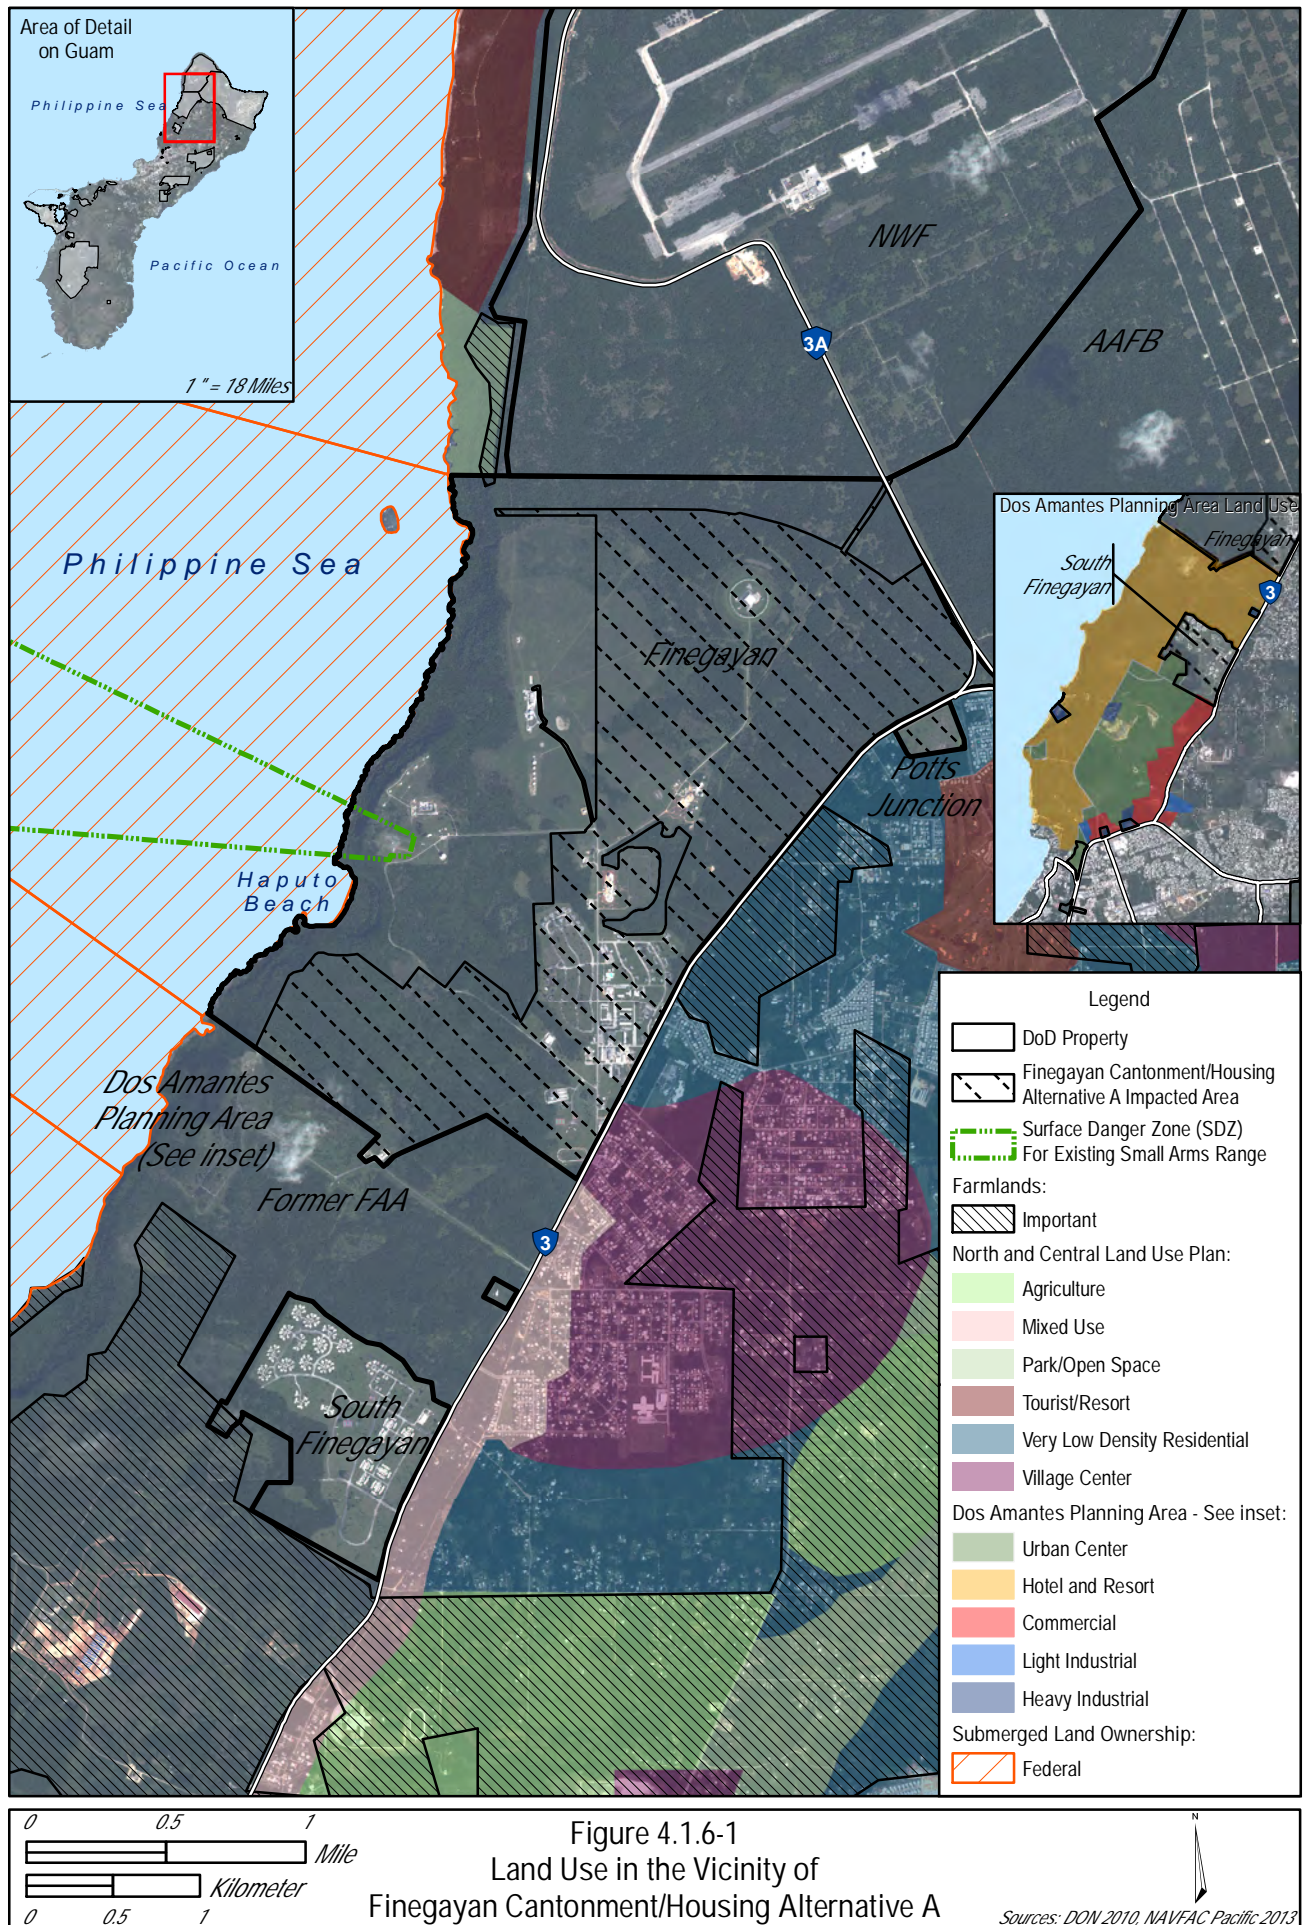 Area of Detail
on Guam
Philippine Sea
Pacific Ocean
1 " = 18 Miles
NWF
3A
AAFB
Philippine Sea
Finegayan
Potts
Junction
Haputo
Beach
Dos Amantes
Planning Area
(See inset)
Former FAA
3
South
Finegayan
Dos Amantes Planning Area Land Use
Finegayan
South
Finegayan
3
Legend
DoD Property
Finegayan Cantonment/Housing
Alternative A Impacted Area
Surface Danger Zone (SDZ)
For Existing Small Arms Range
Farmlands:
Important
North and Central Land Use Plan:
Agriculture
Mixed Use
Park/Open Space
Tourist/Resort
Very Low Density Residential
Village Center
Dos Amantes Planning Area - See inset:
Urban Center
Hotel and Resort
Commercial
Light Industrial
Heavy Industrial
Submerged Land Ownership:
Federal
0 0.5 1
Mile
Kilometer
0 0.5 1
Figure 4.1.6-1
Land Use in the Vicinity of
Finegayan Cantonment/Housing Alternative A
N
Sources: DON 2010, NAVFAC Pacific 2013